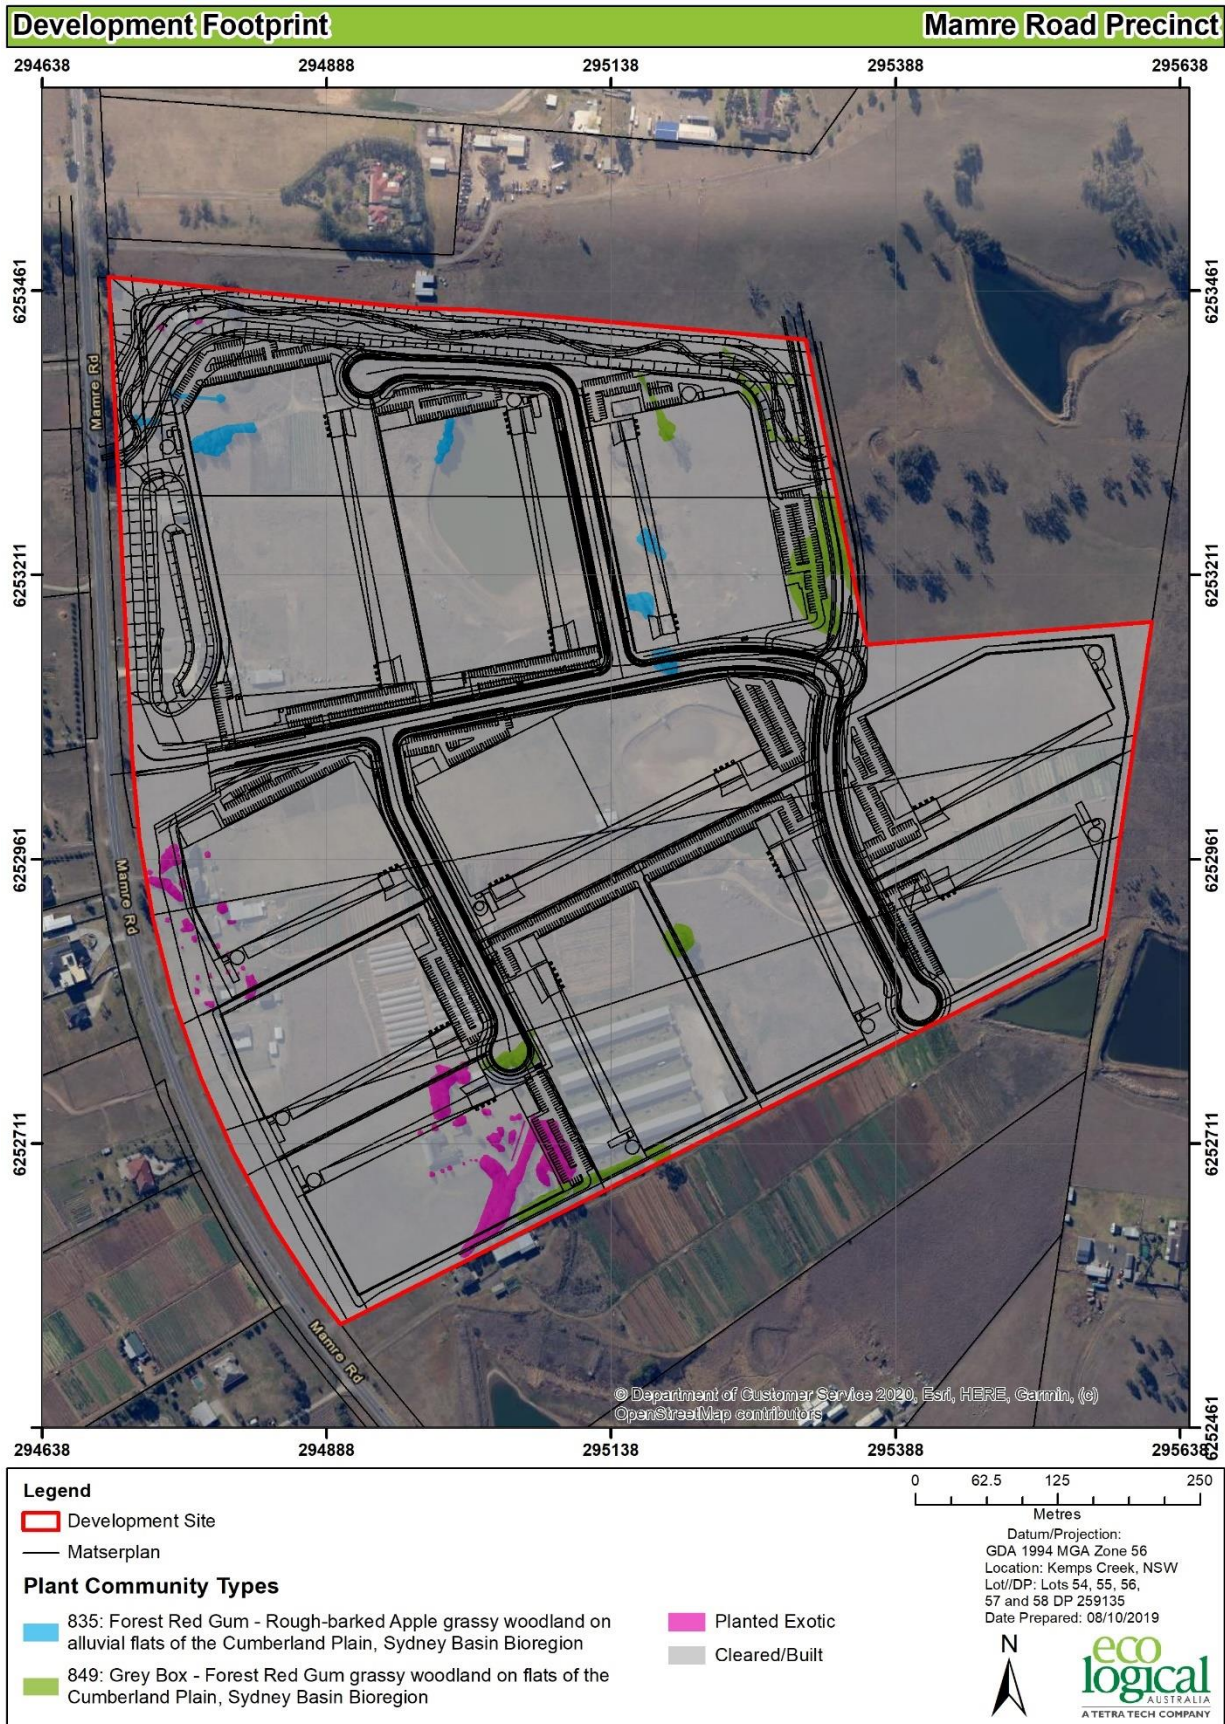 Development Footprint
Mamre Road Precinct
294638
294888
295138
295388
295638
6253461
6253461
Mamre Rd
6253211
6253211
6252961
6252961
Mamre Rd
6252711
6252711
Mamre Rd
© Department of Customer Service 2020, Esri, HERE, Garmin, (c)
OpenStreetMap contributors
6252461
294638
294888
295138
295388
295638
Legend
Development Site
Matserplan
Plant Community Types
835: Forest Red Gum - Rough-barked Apple grassy woodland on
alluvial flats of the Cumberland Plain, Sydney Basin Bioregion
849: Grey Box - Forest Red Gum grassy woodland on flats of the
Cumberland Plain, Sydney Basin Bioregion
Planted Exotic
Cleared/Built
0 62.5 125 250
Metres
Datum/Projection:
GDA 1994 MGA Zone 56
Location: Kemps Creek, NSW
Lot//DP: Lots 54, 55, 56,
57 and 58 DP 259135
Date Prepared: 08/10/2019
N
eco
logical
AUSTRALIA
A TETRA TECH COMPANY